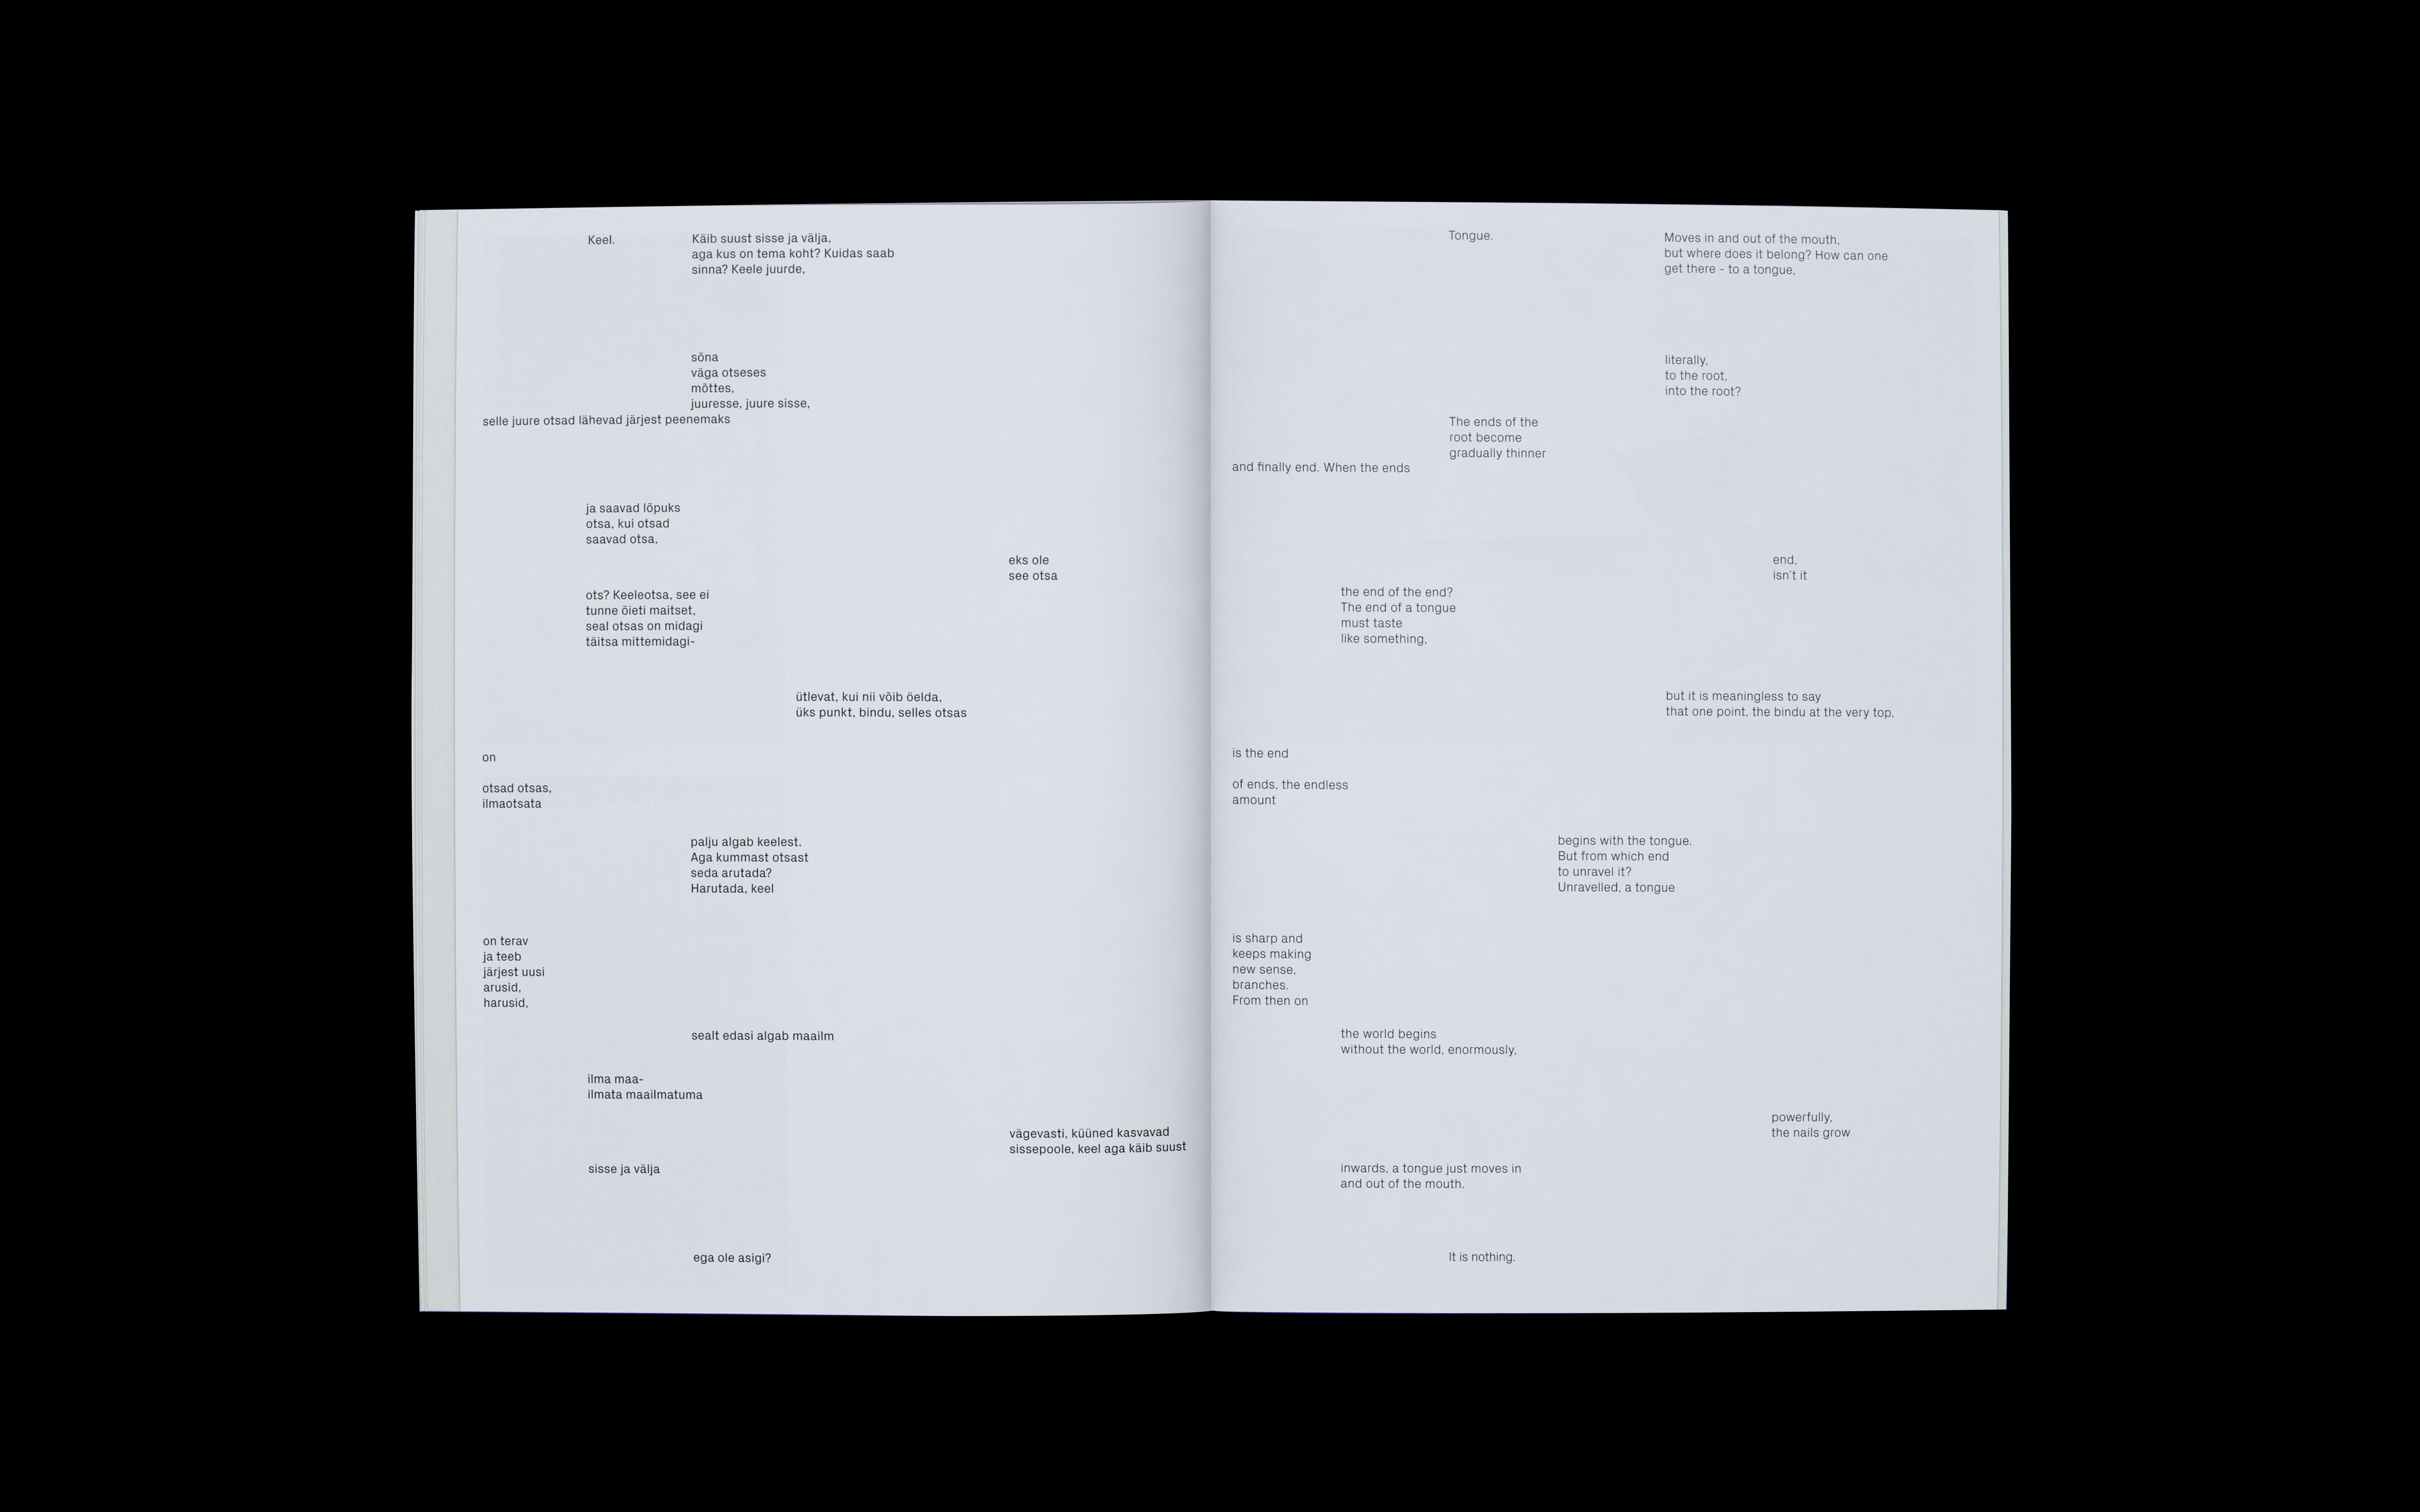 Keel.
Käib suust sisse ja välja,
aga kus on tema koht? Kuidas saab
sinna? Keele juurde,
sõna
väga otseses
mõttes,
juuresse, juure sisse,
selle juure otsad lähevad järjest peenemaks
ja saavad lõpuks
otsa, kui otsad
saavad otsa,
eks ole
see otsa
ots? Keeleotsa, see ei
tunne õieti maitset,
seal otsas on midagi
täitsa mittemidagi-
ütlevat, kui nii võib öelda,
üks punkt, bindu, selles otsas
on
otsad otsas,
ilmaotsata
palju algab keelest.
Aga kummast otsast
seda arutada?
Harutada, keel
on terav
ja teeb
järjest uusi
arusid,
harusid,
sealt edasi algab maailm
ilma maa-
ilmata maailmatuma
vägevasti, küüned kasvavad
sissepoole, keel aga käib suust
sisse ja välja
ega ole asigi?
Tongue.
Moves in and out of the mouth,
but where does it belong? How can one
get there - to a tongue,
literally,
to the root,
into the root?
The ends of the
root become
gradually thinner
and finally end. When the ends
end,
isn't it
the end of the end?
The end of a tongue
must taste
like something,
but it is meaningless to say
that one point, the bindu at the very top,
is the end
of ends, the endless
amount
begins with the tongue.
But from which end
to unravel it?
Unravelled, a tongue
is sharp and
keeps making
new sense,
branches.
From then on
the world begins
without the world, enormously,
powerfully,
the nails grow
inwards, a tongue just moves in
and out of the mouth.
It is nothing.